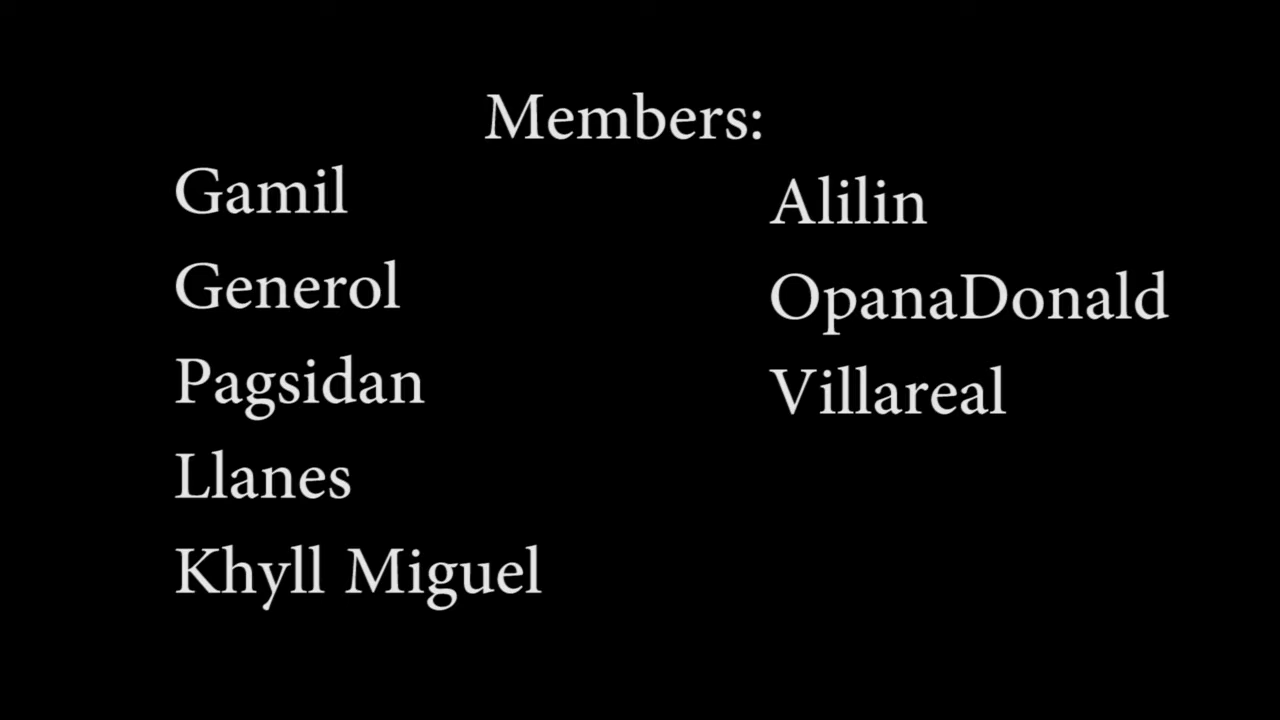 Members:
Gamil
Generol
Pagsidan
Llanes
Khyll Miguel
Alilin
OpanaDonald
Villareal